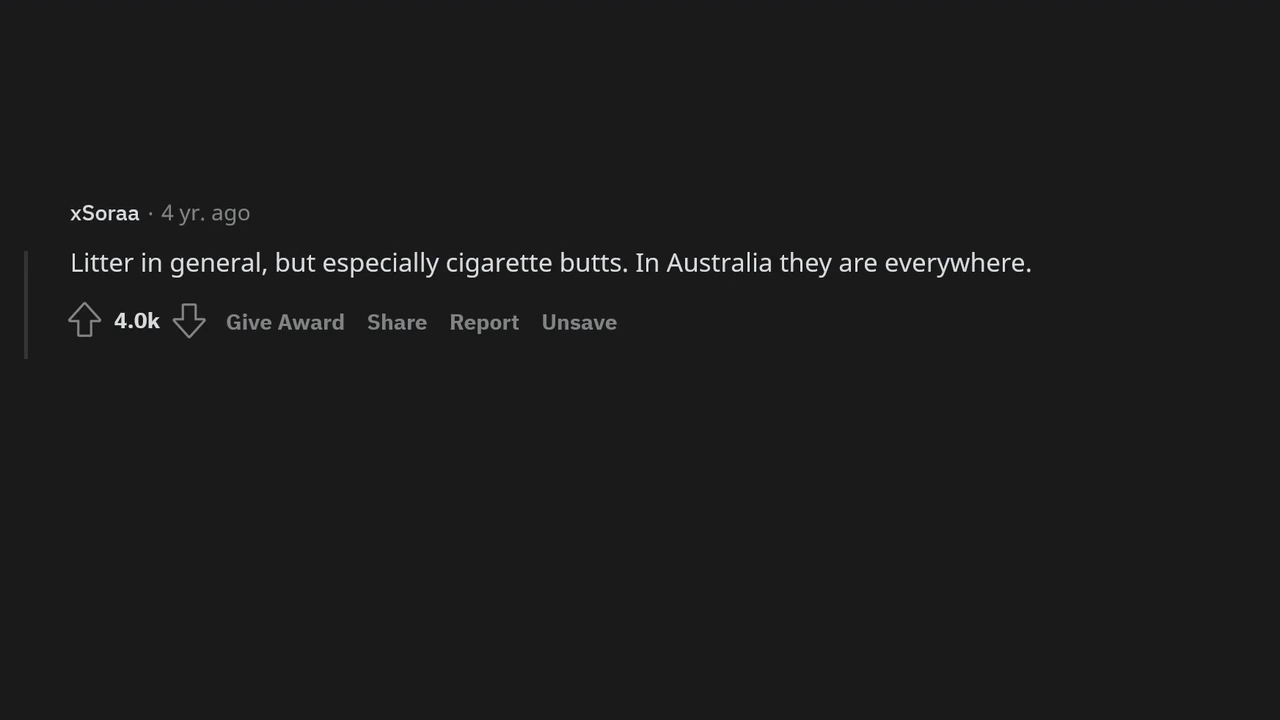 xSoraa · 4 yr. ago
Litter in general, but especially cigarette butts. In Australia they are everywhere.
4.0k Give Award Share Report Unsave